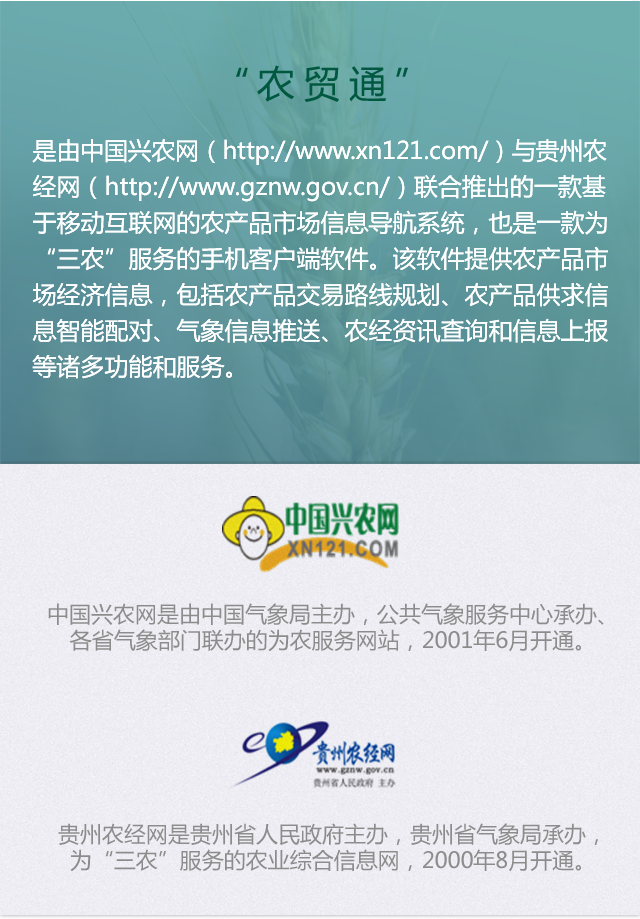 “农贸通”
是由中国兴农网（http://www.xn121.com/）与贵州农
经网（http://www.gznw.gov.cn/）联合推出的一款基
于移动互联网的农产品市场信息导航系统，也是一款为
“三农”服务的手机客户端软件。该软件提供农产品市
场经济信息，包括农产品交易路线规划、农产品供求信
息智能配对、气象信息推送、农经资讯查询和信息上报
等诸多功能和服务。
中国兴农网
XN121.COM
中国兴农网是由中国气象局主办，公共气象服务中心承办、
各省气象部门联办的为农服务网站，2001年6月开通。
贵州农经网
www.gznw.gov.cn
贵州省人民政府 主办
贵州农经网是贵州省人民政府主办，贵州省气象局承办，
为“三农”服务的农业综合信息网，2000年8月开通。